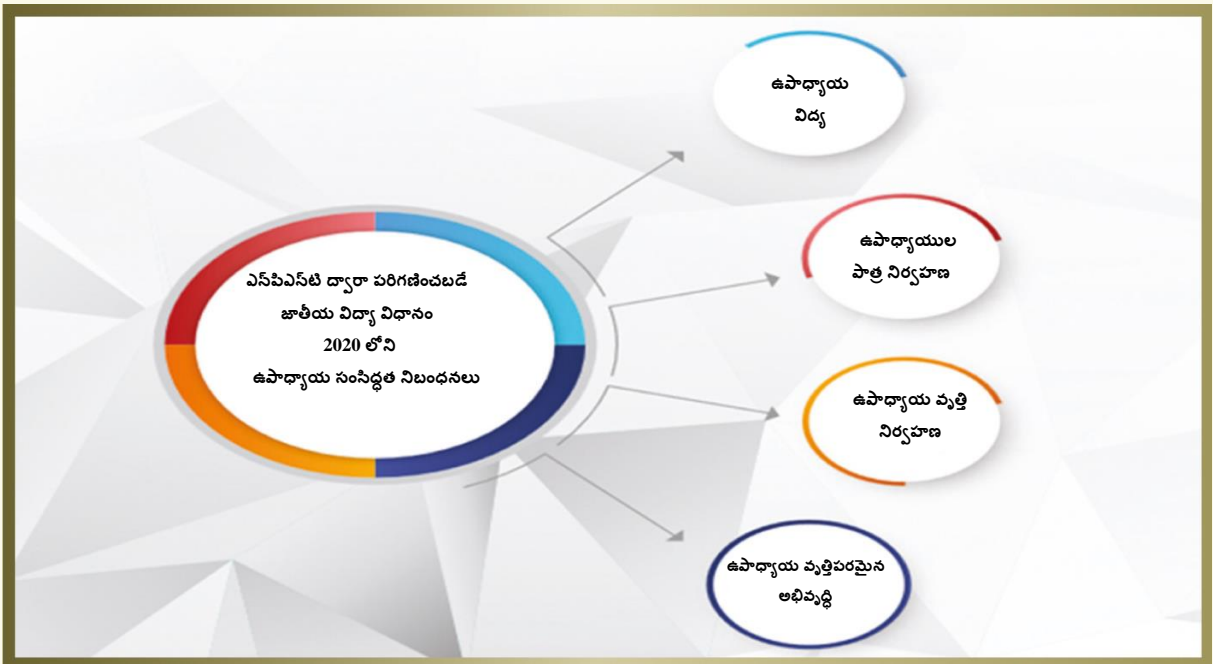 ఎస్‌పిఎస్‌టి ద్వారా పరిగణించబడే
జాతీయ విద్యా విధానం
2020 లోని
ఉపాధ్యాయ సంసిద్ధత నిబంధనలు
ఉపాధ్యాయ
విద్య
ఉపాధ్యాయుల
పాత్ర నిర్వహణ
ఉపాధ్యాయ వృత్తి
నిర్వహణ
ఉపాధ్యాయ వృత్తిపరమైన
అభివృద్ధి